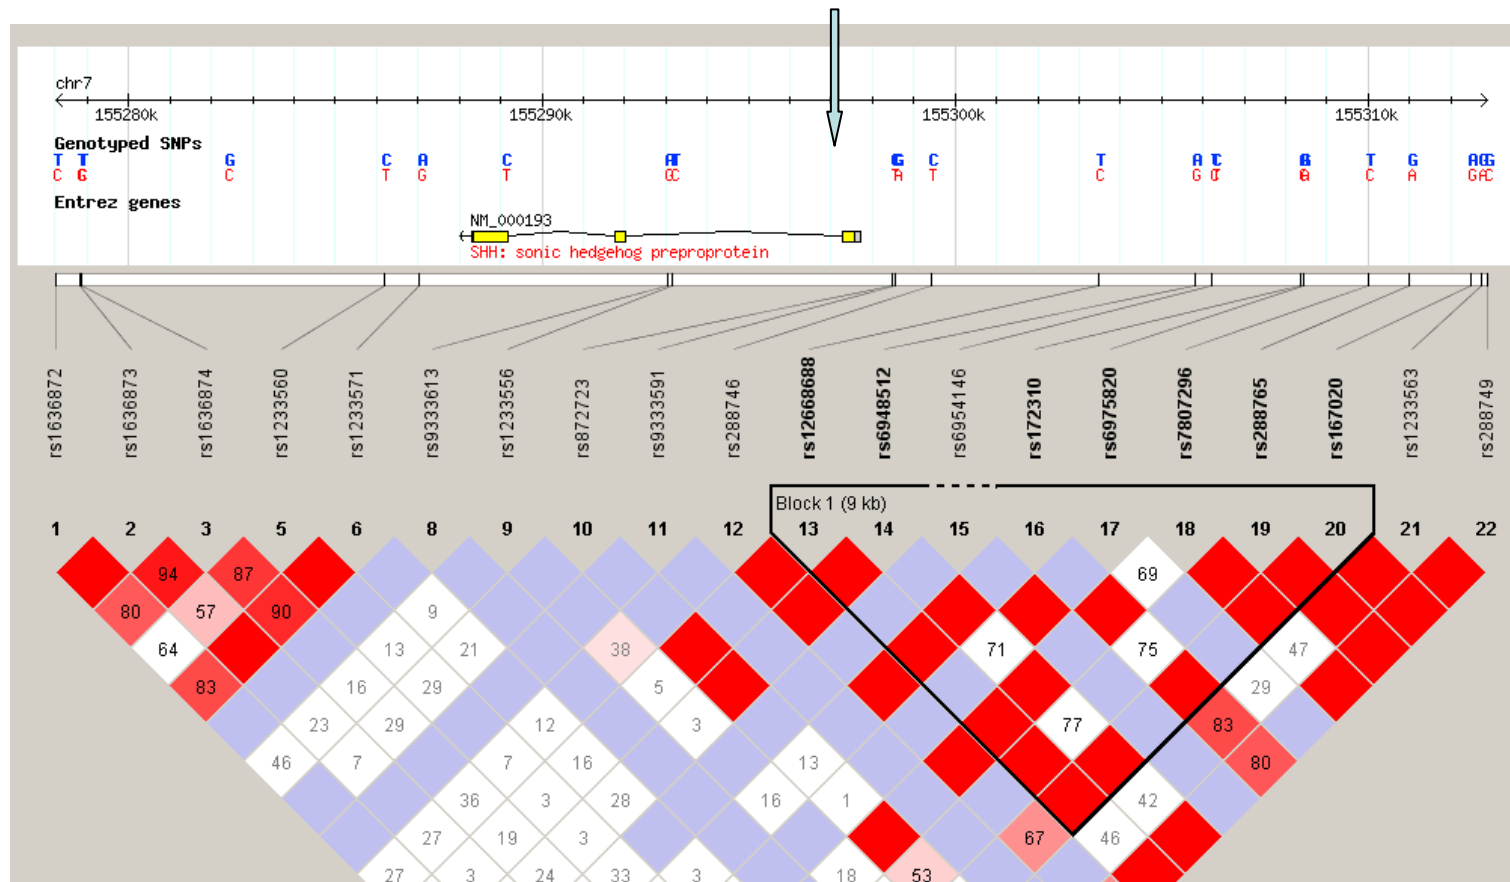 chr7
155280k 155290k 155300k 155310k
Genotyped SNPs
T T G C A C A T G C T A T C T G A G G
C G C T G T C C A T C G C A C A G A C
Entrez genes
NM_000193
SHH: sonic hedgehog preproprotein
rs1636872 rs1636873 rs1636874 rs1233560 rs1233571 rs9333613 rs1233556 rs872723 rs9333591 rs288746 rs12668688 rs6948512 rs6954146 rs172310 rs6975820 rs7807296 rs288765 rs167020 rs1233563 rs288749
Block 1 (9 kb)
1 2 3 5 6 8 9 10 11 12 13 14 15 16 17 18 19 20 21 22
94 87 69
80 57 90 9
64 13 21 38 71 75 47
83 16 29 5 29
23 29 12 3 77 83
46 7 7 16 13 80
36 3 28 16 1 42
27 19 3 67 46
27 3 24 33 3 18 53